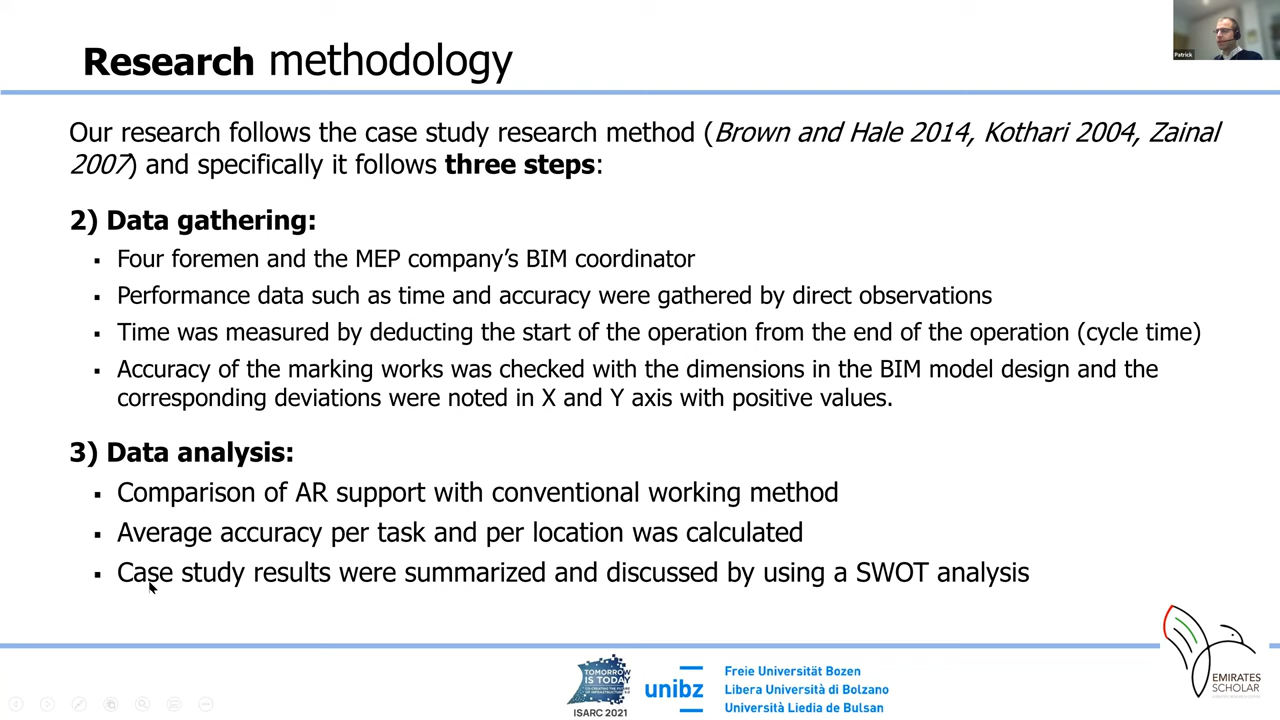 Research methodology
Patrick
Our research follows the case study research method (Brown and Hale 2014, Kothari 2004, Zainal
2007) and specifically it follows three steps:
2) Data gathering:
▪ Four foremen and the MEP company’s BIM coordinator
▪ Performance data such as time and accuracy were gathered by direct observations
▪ Time was measured by deducting the start of the operation from the end of the operation (cycle time)
▪ Accuracy of the marking works was checked with the dimensions in the BIM model design and the
corresponding deviations were noted in X and Y axis with positive values.
3) Data analysis:
▪ Comparison of AR support with conventional working method
▪ Average accuracy per task and per location was calculated
▪ Case study results were summarized and discussed by using a SWOT analysis
TOMORROW
IS TODAY
ISARC 2021
unibz
Freie Universität Bozen
Libera Università di Bolzano
Università Liedia de Bulsan
EMIRATES
SCHOLAR